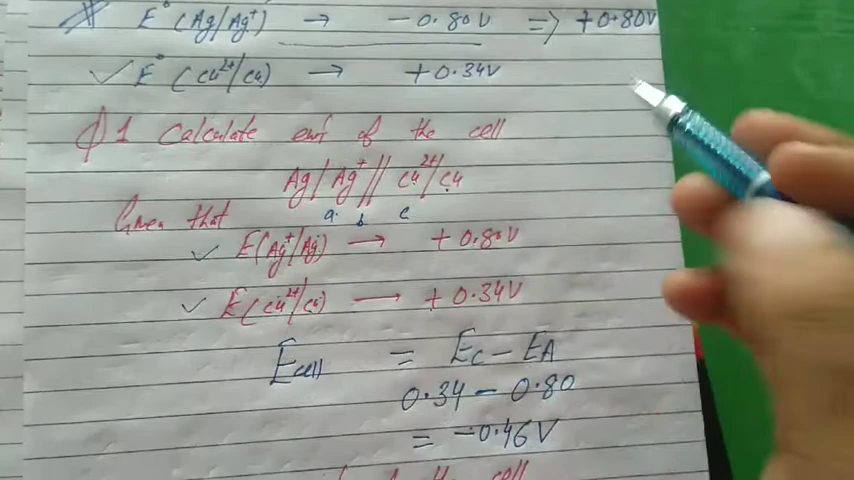 E° (Ag/Ag⁺) → -0.80V => +0.80V
✓ E° (Cu²⁺/Cu) → +0.34V
Q1 Calculate emf of the cell
Ag/Ag⁺//Cu²⁺/Cu
a. b c
Given that
✓ E(Ag⁺/Ag) → +0.80V
✓ E(Cu²⁺/Cu) → +0.34V
Ecell = EC - EA
0.34 - 0.80
= -0.46V
cell